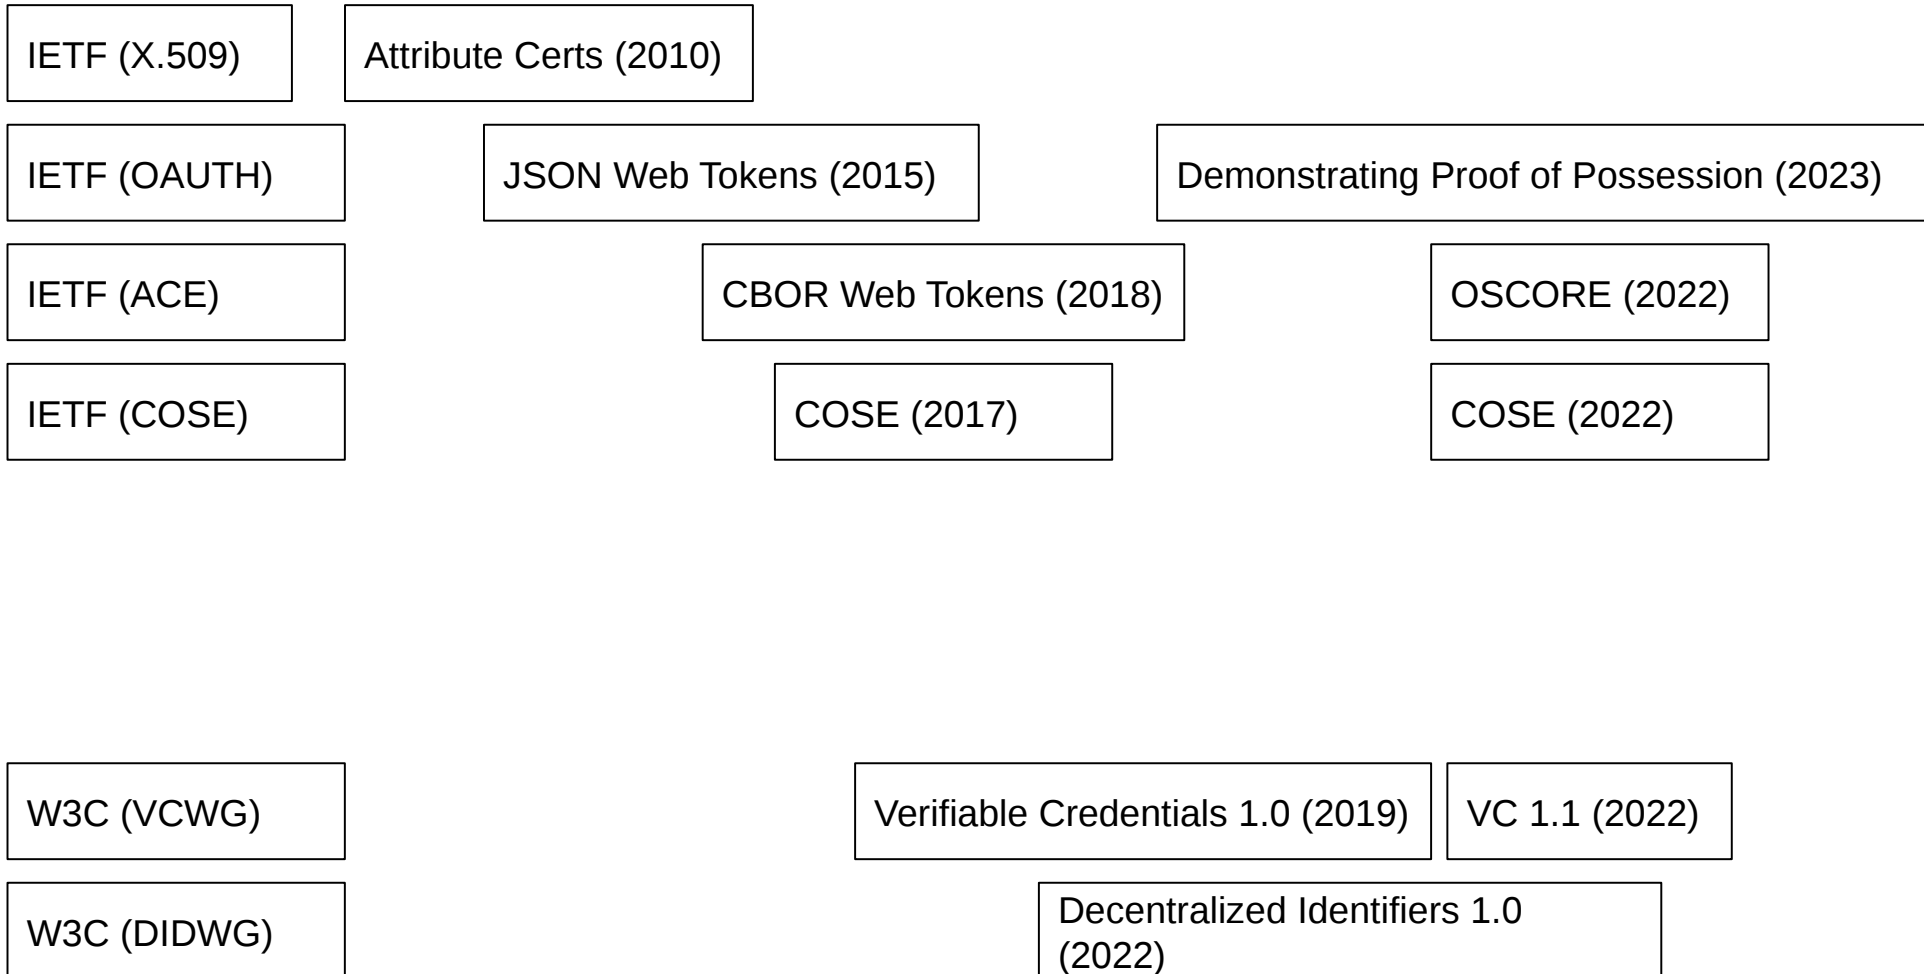 IETF (X.509)
Attribute Certs (2010)
IETF (OAUTH)
JSON Web Tokens (2015)
Demonstrating Proof of Possession (2023)
IETF (ACE)
CBOR Web Tokens (2018)
OSCORE (2022)
IETF (COSE)
COSE (2017)
COSE (2022)
W3C (VCWG)
Verifiable Credentials 1.0 (2019)
VC 1.1 (2022)
W3C (DIDWG)
Decentralized Identifiers 1.0
(2022)